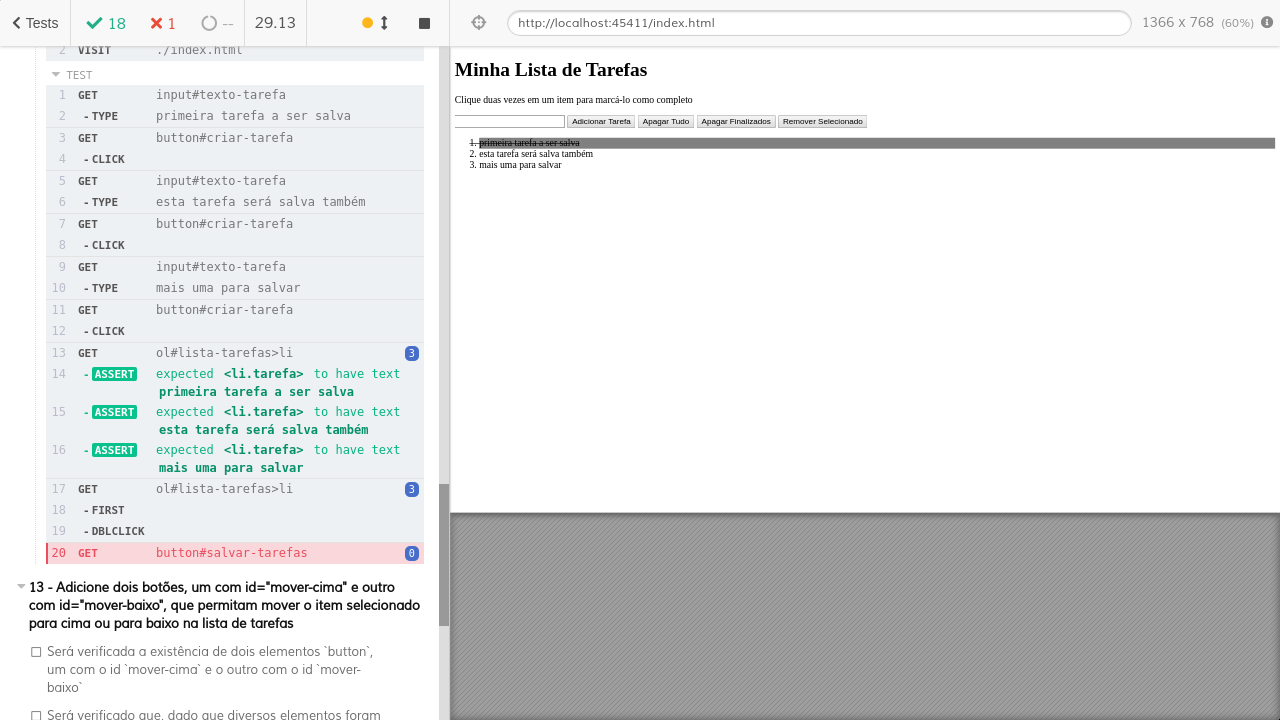 Tests 18 1 -- 29.13 http://localhost:45411/index.html 1366 x 768 (60%)
2 VISIT ./index.html
TEST
1 GET input#texto-tarefa
2 - TYPE primeira tarefa a ser salva
3 GET button#criar-tarefa
4 - CLICK
5 GET input#texto-tarefa
6 - TYPE esta tarefa será salva também
7 GET button#criar-tarefa
8 - CLICK
9 GET input#texto-tarefa
10 - TYPE mais uma para salvar
11 GET button#criar-tarefa
12 - CLICK
13 GET ol#lista-tarefas>li 3
14 - ASSERT expected <li.tarefa> to have text
primeira tarefa a ser salva
15 - ASSERT expected <li.tarefa> to have text
esta tarefa será salva também
16 - ASSERT expected <li.tarefa> to have text
mais uma para salvar
17 GET ol#lista-tarefas>li 3
18 - FIRST
19 - DBLCLICK
20 GET button#salvar-tarefas 0
13 - Adicione dois botões, um com id="mover-cima" e outro
com id="mover-baixo", que permitam mover o item selecionado
para cima ou para baixo na lista de tarefas
Será verificada a existência de dois elementos `button`,
um com o id `mover-cima` e o outro com o id `mover-
baixo`
Será verificado que, dado que diversos elementos foram
Minha Lista de Tarefas
Clique duas vezes em um item para marcá-lo como completo
Adicionar Tarefa Apagar Tudo Apagar Finalizados Remover Selecionado
1. primeira tarefa a ser salva
2. esta tarefa será salva também
3. mais uma para salvar